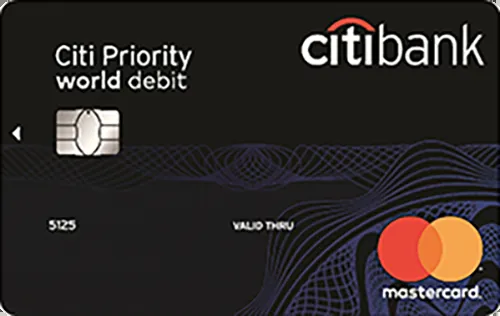 citibank
Citi Priority
world debit
5125 VALID THRU
mastercard.